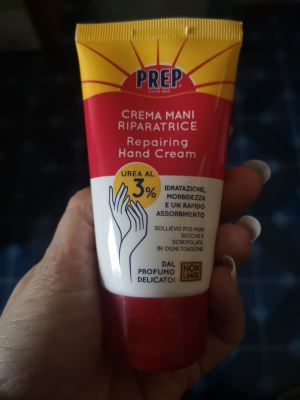 PREP
CREMA MANI
RIPARATRICE
Repairing
Hand Cream
UREA AL
3%
IDRATAZIONE,
MORBIDEZZA
E UN RAPIDO
ASSORBIMENTO
SOLLIEVO PER MANI
SECCHE E
SCREPOLATE,
IN OGNI STAGIONE
DAL
PROFUMO
DELICATO!
NON
UNGE